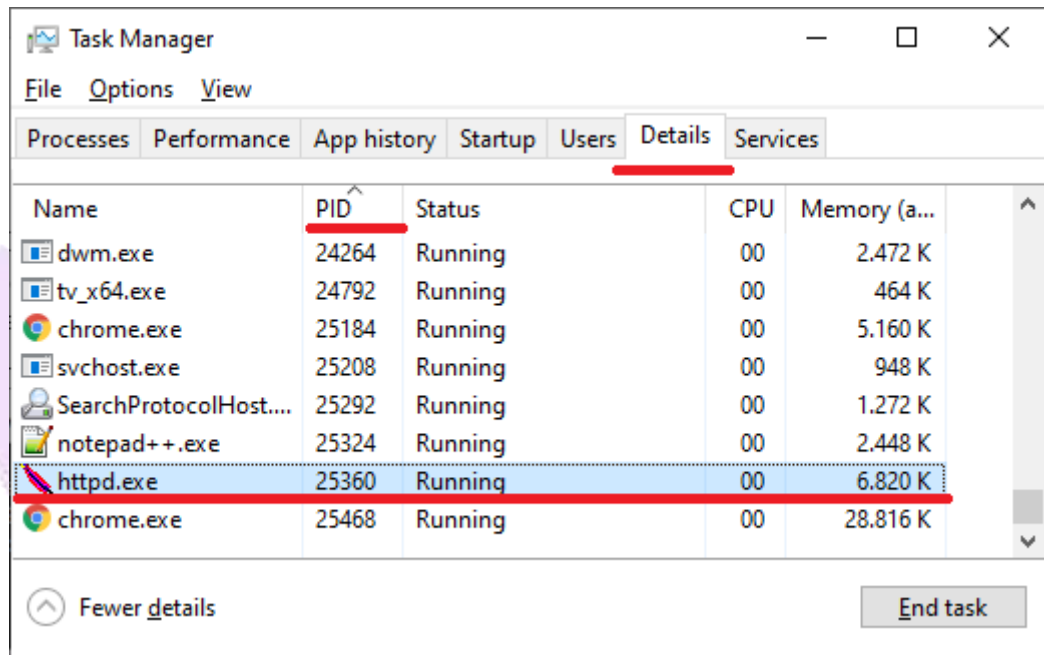 Task Manager
File Options View
Processes Performance App history Startup Users Details Services
Name PID Status CPU Memory (a...
dwm.exe 24264 Running 00 2.472 K
tv_x64.exe 24792 Running 00 464 K
chrome.exe 25184 Running 00 5.160 K
svchost.exe 25208 Running 00 948 K
SearchProtocolHost.... 25292 Running 00 1.272 K
notepad++.exe 25324 Running 00 2.448 K
httpd.exe 25360 Running 00 6.820 K
chrome.exe 25468 Running 00 28.816 K
Fewer details End task